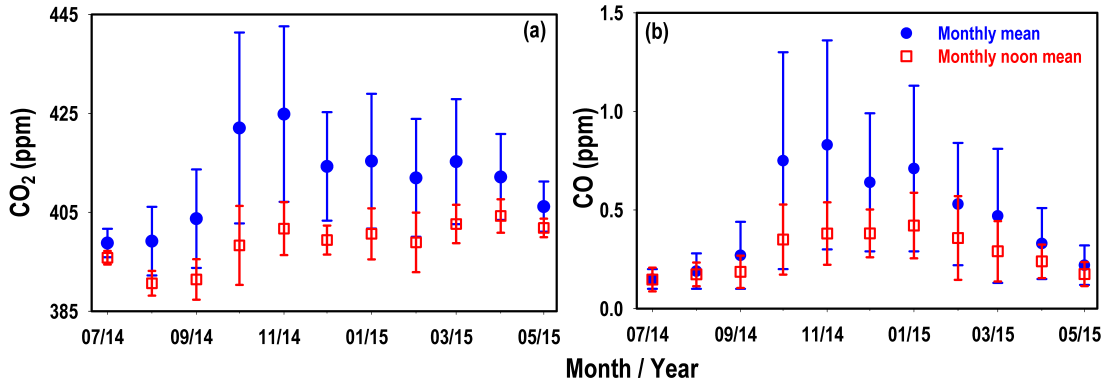 (a)
445
425
405
385
CO₂ (ppm)
07/14 09/14 11/14 01/15 03/15 05/15
(b)
Monthly mean
Monthly noon mean
1.5
1.0
0.5
0.0
CO (ppm)
07/14 09/14 11/14 01/15 03/15 05/15
Month / Year